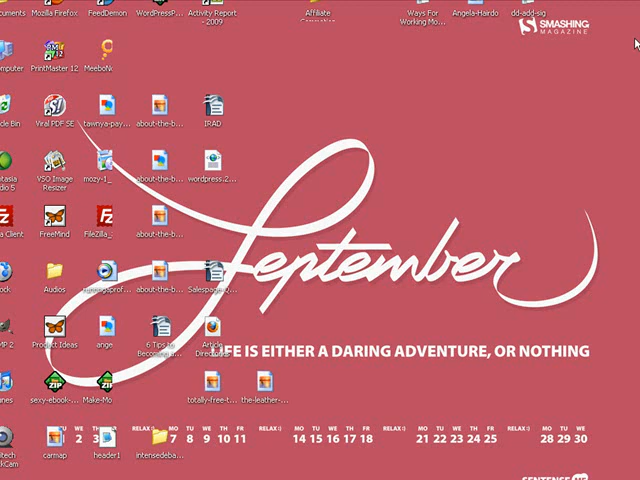 Mozilla Firefox
FeedDemon
WordPressP...
Activity Report
- 2009
Affiliate
Ways For
Working Mo...
Angela-Hairdo
dd-add-sig
SMASHING
MAGAZINE
PrintMaster 12
Viral PDF SE
tawnya-pay...
about-the-b...
IRAD
VSO Image
Resizer
mozy-1_
about-the-b...
wordpress.2...
FreeMind
about-the-b...
September
Audios
about-the-b...
Salespage-Q...
Product Ideas
ange
6 Tips to
Becoming a...
Article
Directories
LIFE IS EITHER A DARING ADVENTURE, OR NOTHING
sexy-ebook-...
Make-Mo
totally-free-t...
the-leather-...
WE TH RELAX:) MO TU WE TH FR RELAX:) MO TU WE TH FR RELAX:) MO TU WE TH FR RELAX:) MO TU WE
2 3 7 8 9 10 11 14 15 16 17 18 21 22 23 24 25 28 29 30
carmap
header1
intensedeba...